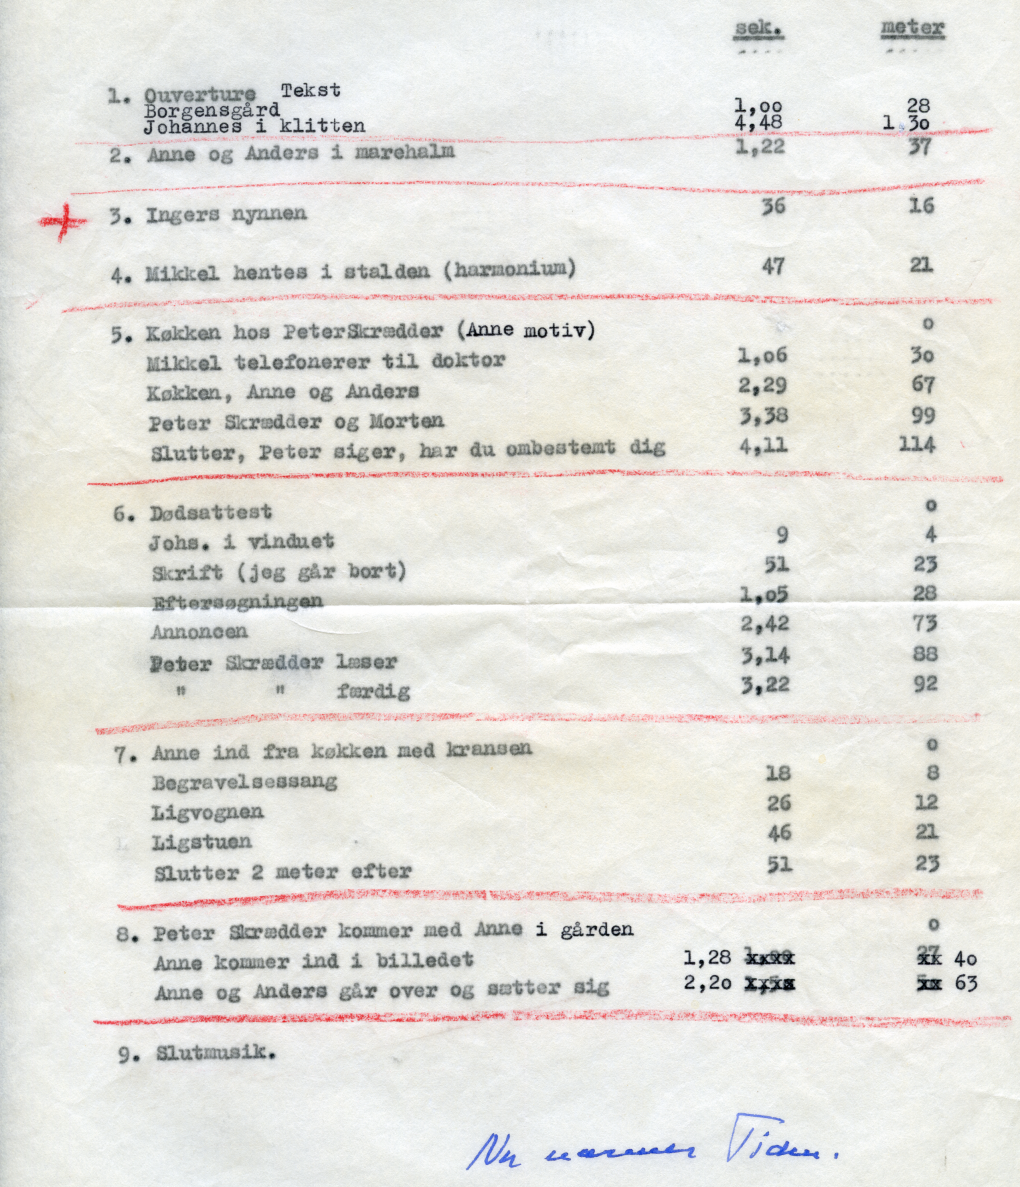 sek. meter
1. Ouverture Tekst
Borgensgård 1,oo 28
Johannes i klitten 4,48 1.3o
2. Anne og Anders i marehalm 1,22 37
3. Ingers nynnen 36 16
4. Mikkel hentes i stalden (harmonium) 47 21
5. Køkken hos PeterSkrædder (Anne motiv) o
Mikkel telefonerer til doktor 1,o6 3o
Køkken, Anne og Anders 2,29 67
Peter Skrædder og Morten 3,38 99
Slutter, Peter siger, har du ombestemt dig 4,11 114
6. Dødsattest o
Johs. i vinduet 9 4
Skrift (jeg går bort) 51 23
Eftersøgningen 1,o5 28
Annoncen 2,42 73
Peter Skrædder læser 3,14 88
" " færdig 3,22 92
7. Anne ind fra køkken med kransen o
Begravelsessang 18 8
Ligvognen 26 12
Ligstuen 46 21
Slutter 2 meter efter 51 23
8. Peter Skrædder kommer med Anne i gården o
Anne kommer ind i billedet 1,28 4o
Anne og Anders går over og sætter sig 2,2o 63
9. Slutmusik.
Nu nærmer Tiden.